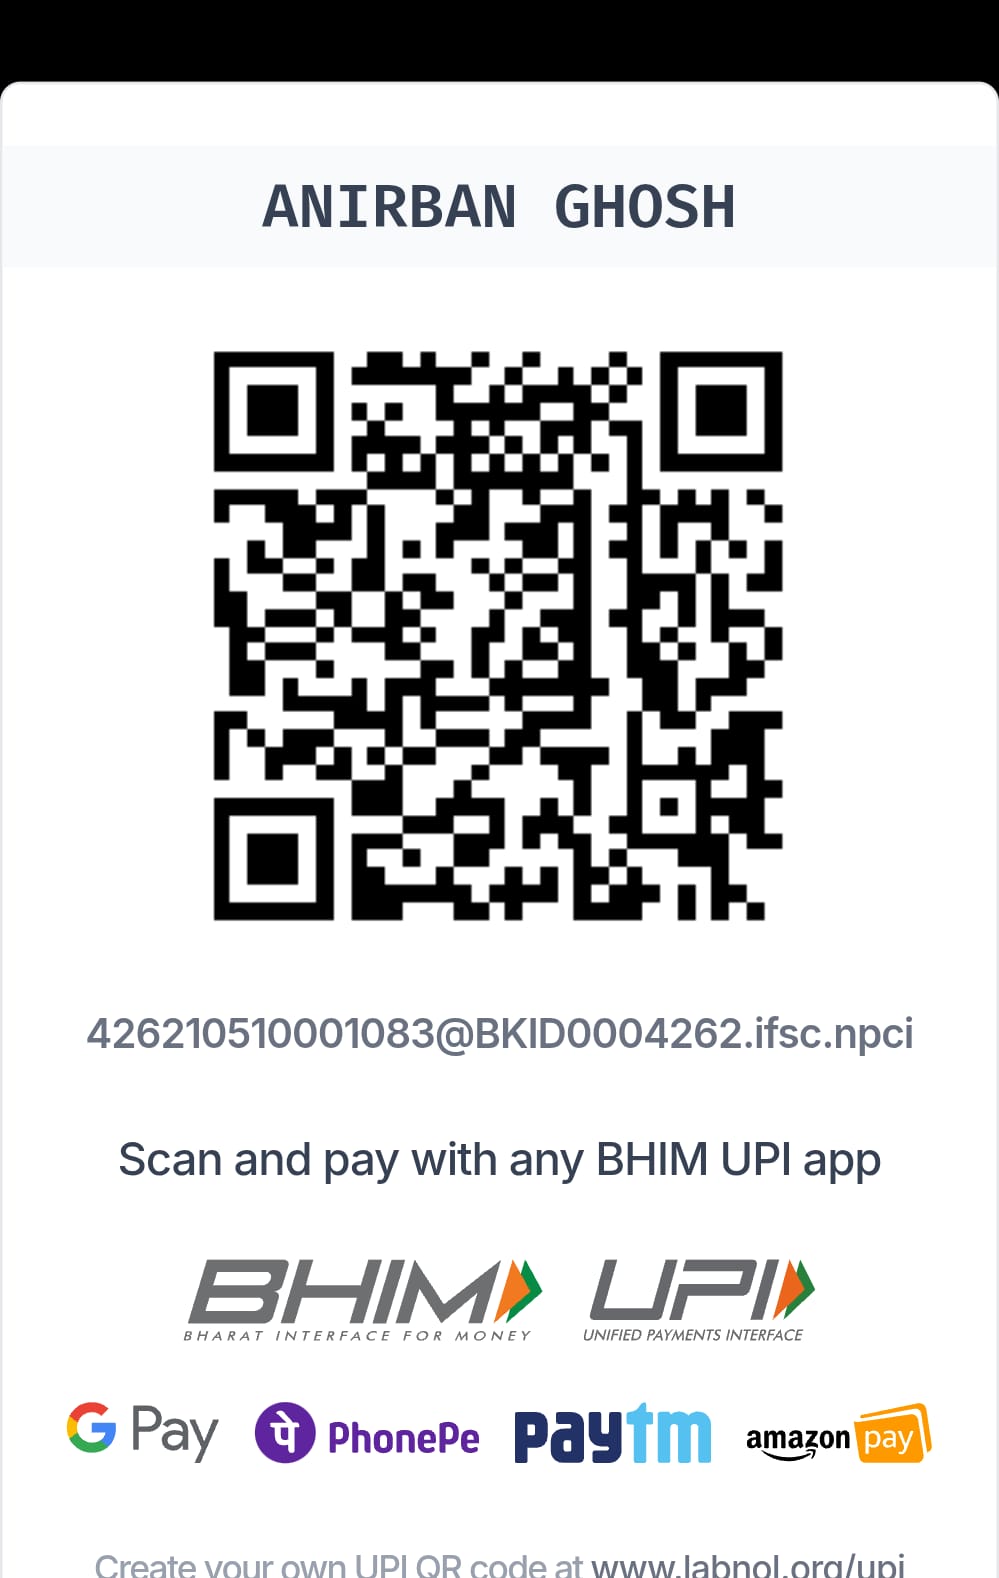 ANIRBAN GHOSH
426210510001083@BKID0004262.ifsc.npci
Scan and pay with any BHIM UPI app
BHIM UPI
BHARAT INTERFACE FOR MONEY UNIFIED PAYMENTS INTERFACE
G Pay पे PhonePe paytm amazon pay
Create your own UPI QR code at www.labnol.org/upi